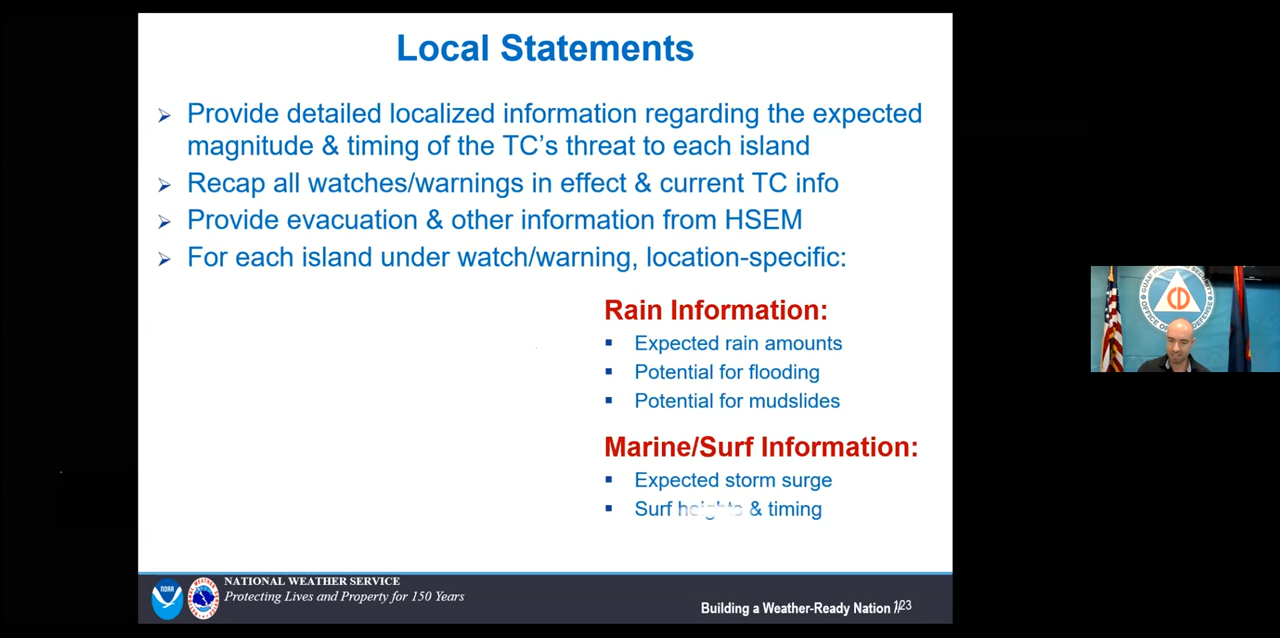 Local Statements
Provide detailed localized information regarding the expected
magnitude & timing of the TC's threat to each island
Recap all watches/warnings in effect & current TC info
Provide evacuation & other information from HSEM
For each island under watch/warning, location-specific:
Rain Information:
Expected rain amounts
Potential for flooding
Potential for mudslides
Marine/Surf Information:
Expected storm surge
Surf heights & timing
NOAA
NATIONAL WEATHER SERVICE
Protecting Lives and Property for 150 Years
Building a Weather-Ready Nation //
CD